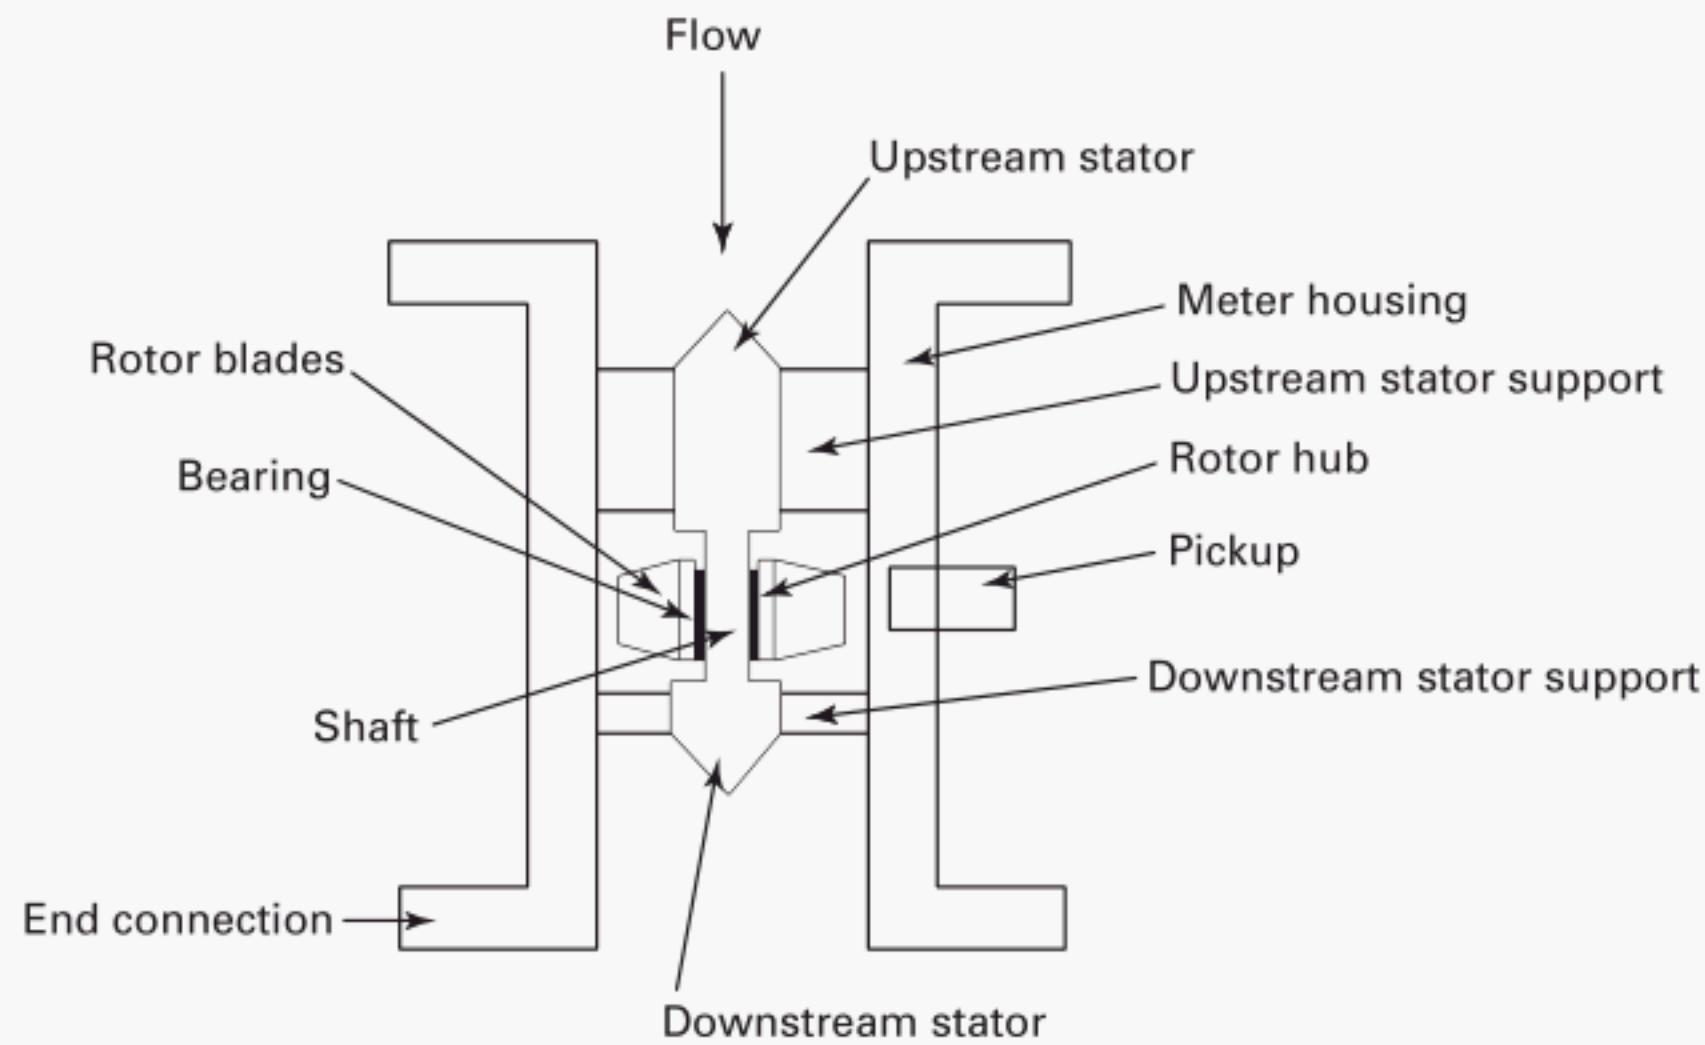 Flow
Upstream stator
Meter housing
Rotor blades
Upstream stator support
Rotor hub
Bearing
Pickup
Downstream stator support
Shaft
End connection
Downstream stator